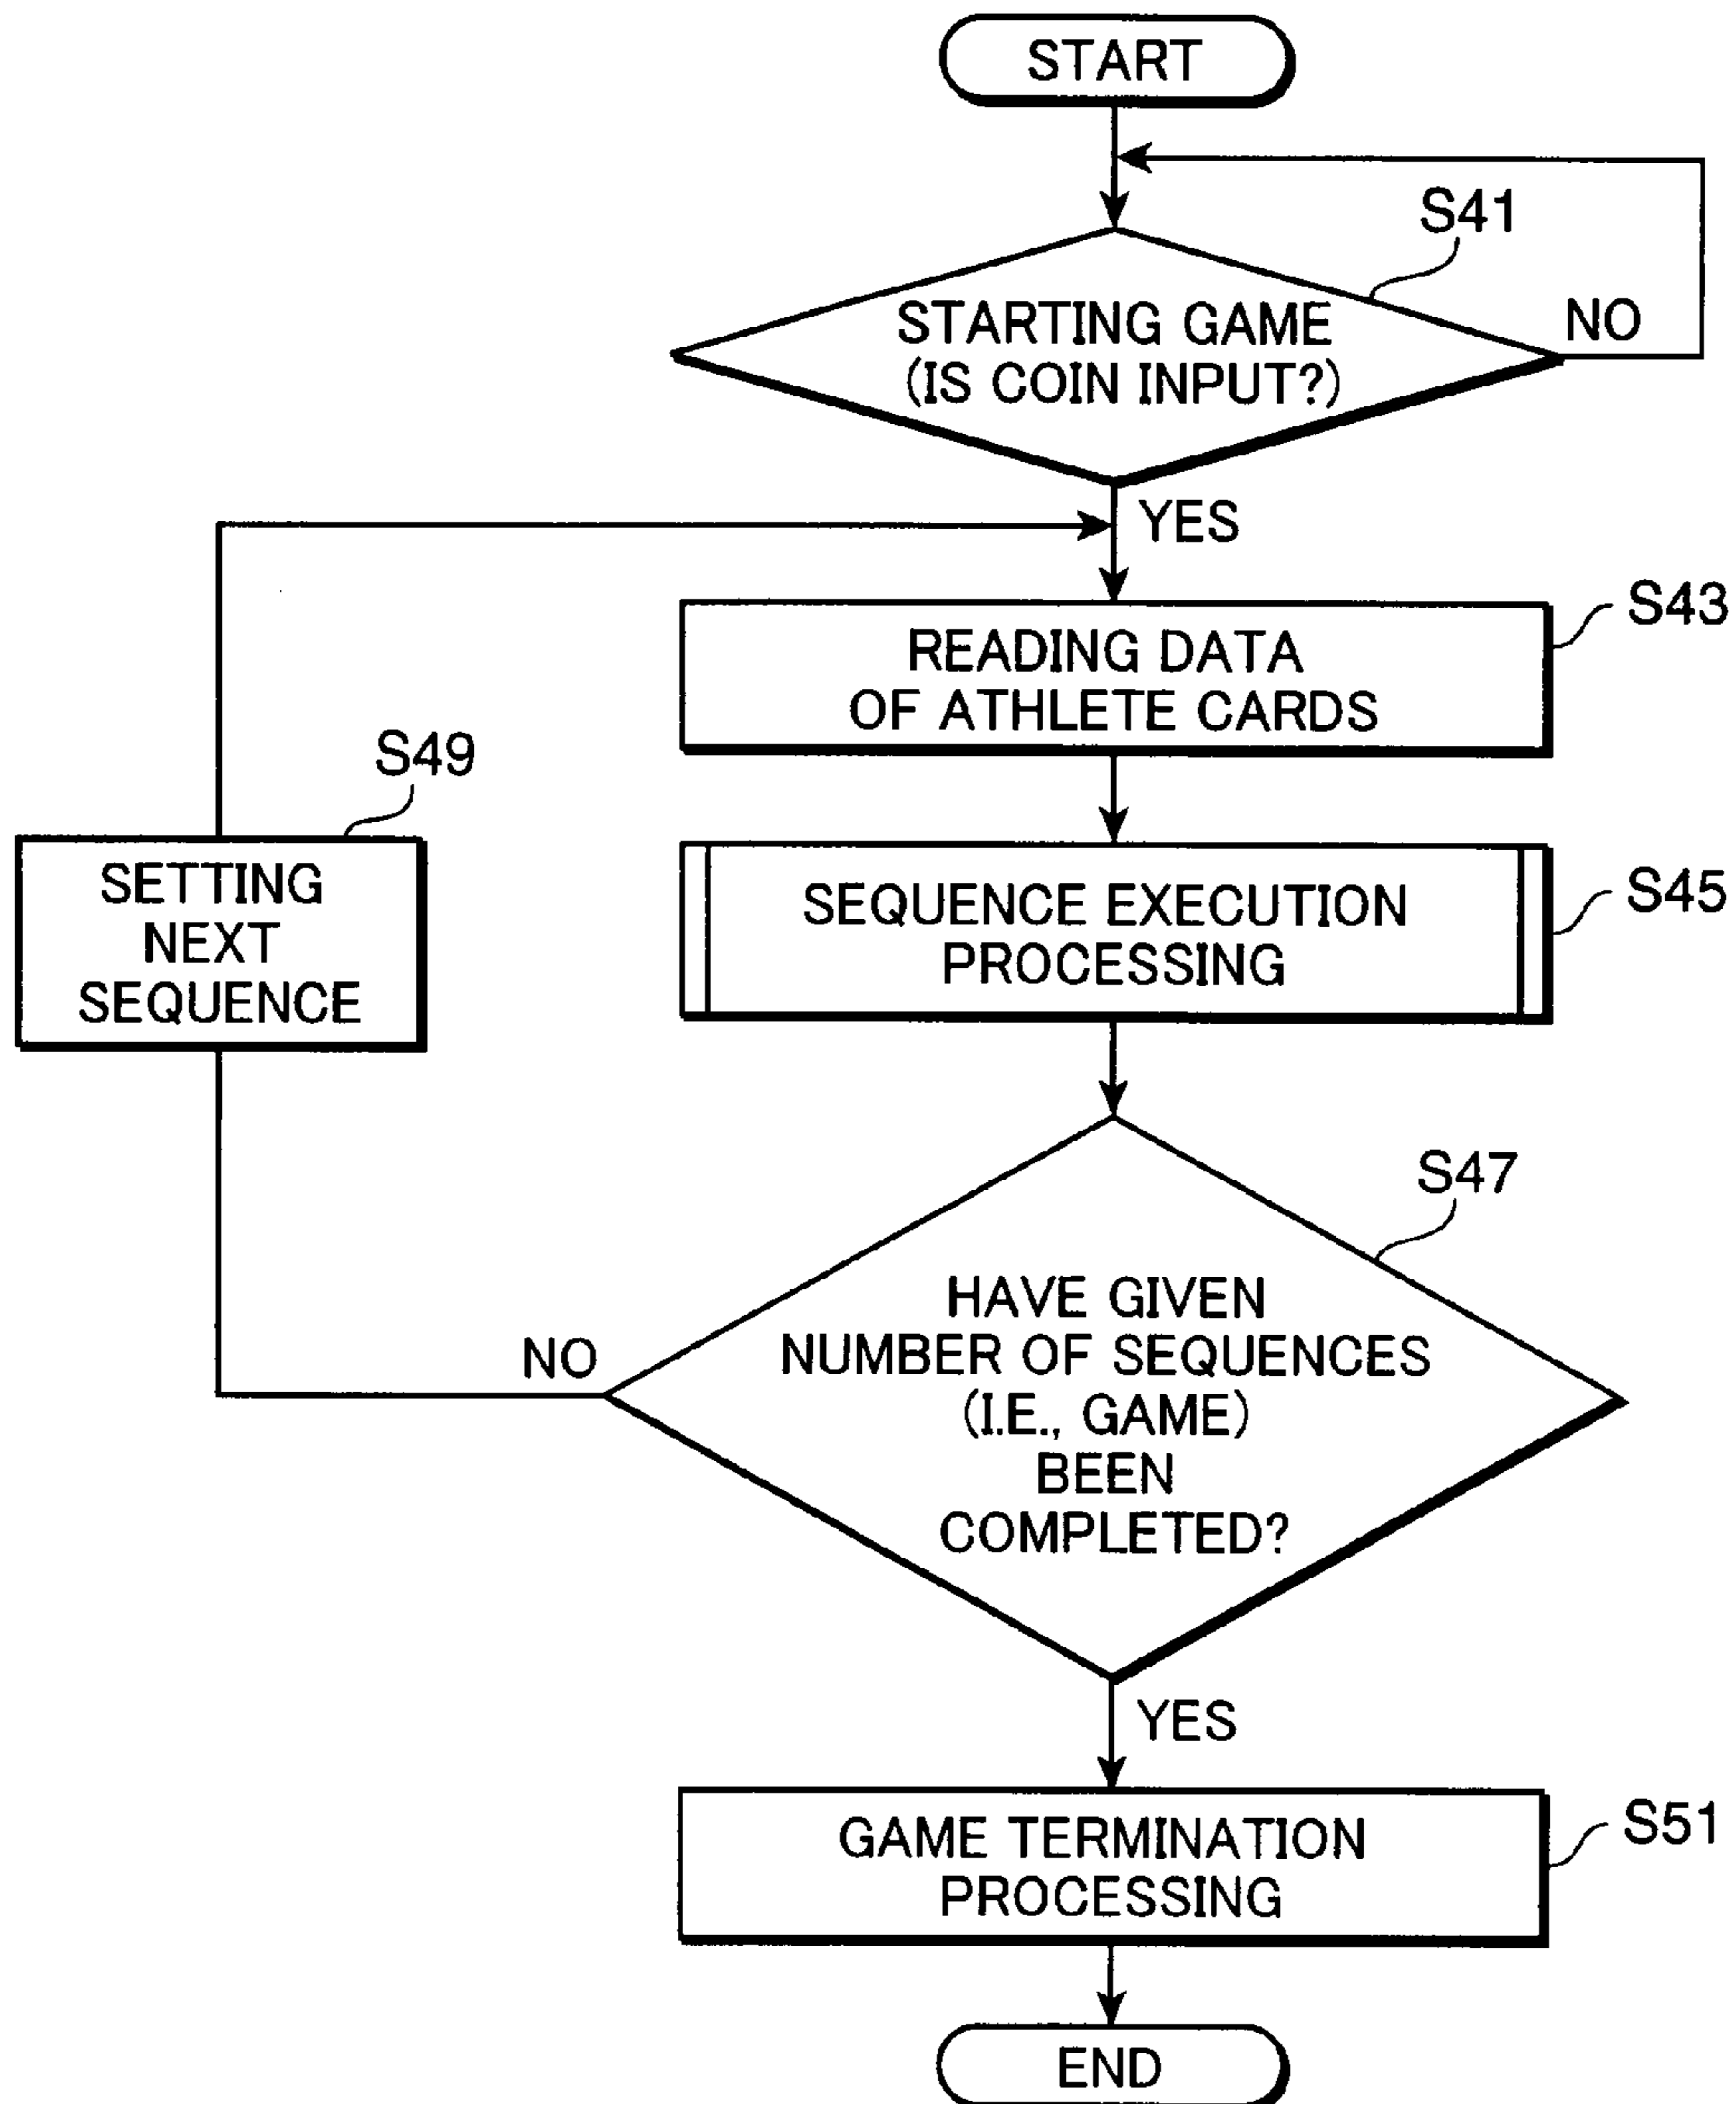 START
S41
STARTING GAME
(IS COIN INPUT?)
NO
YES
S43
READING DATA
OF ATHLETE CARDS
S49
SETTING
NEXT
SEQUENCE
S45
SEQUENCE EXECUTION
PROCESSING
S47
HAVE GIVEN
NUMBER OF SEQUENCES
(I.E., GAME)
BEEN
COMPLETED?
NO
YES
S51
GAME TERMINATION
PROCESSING
END